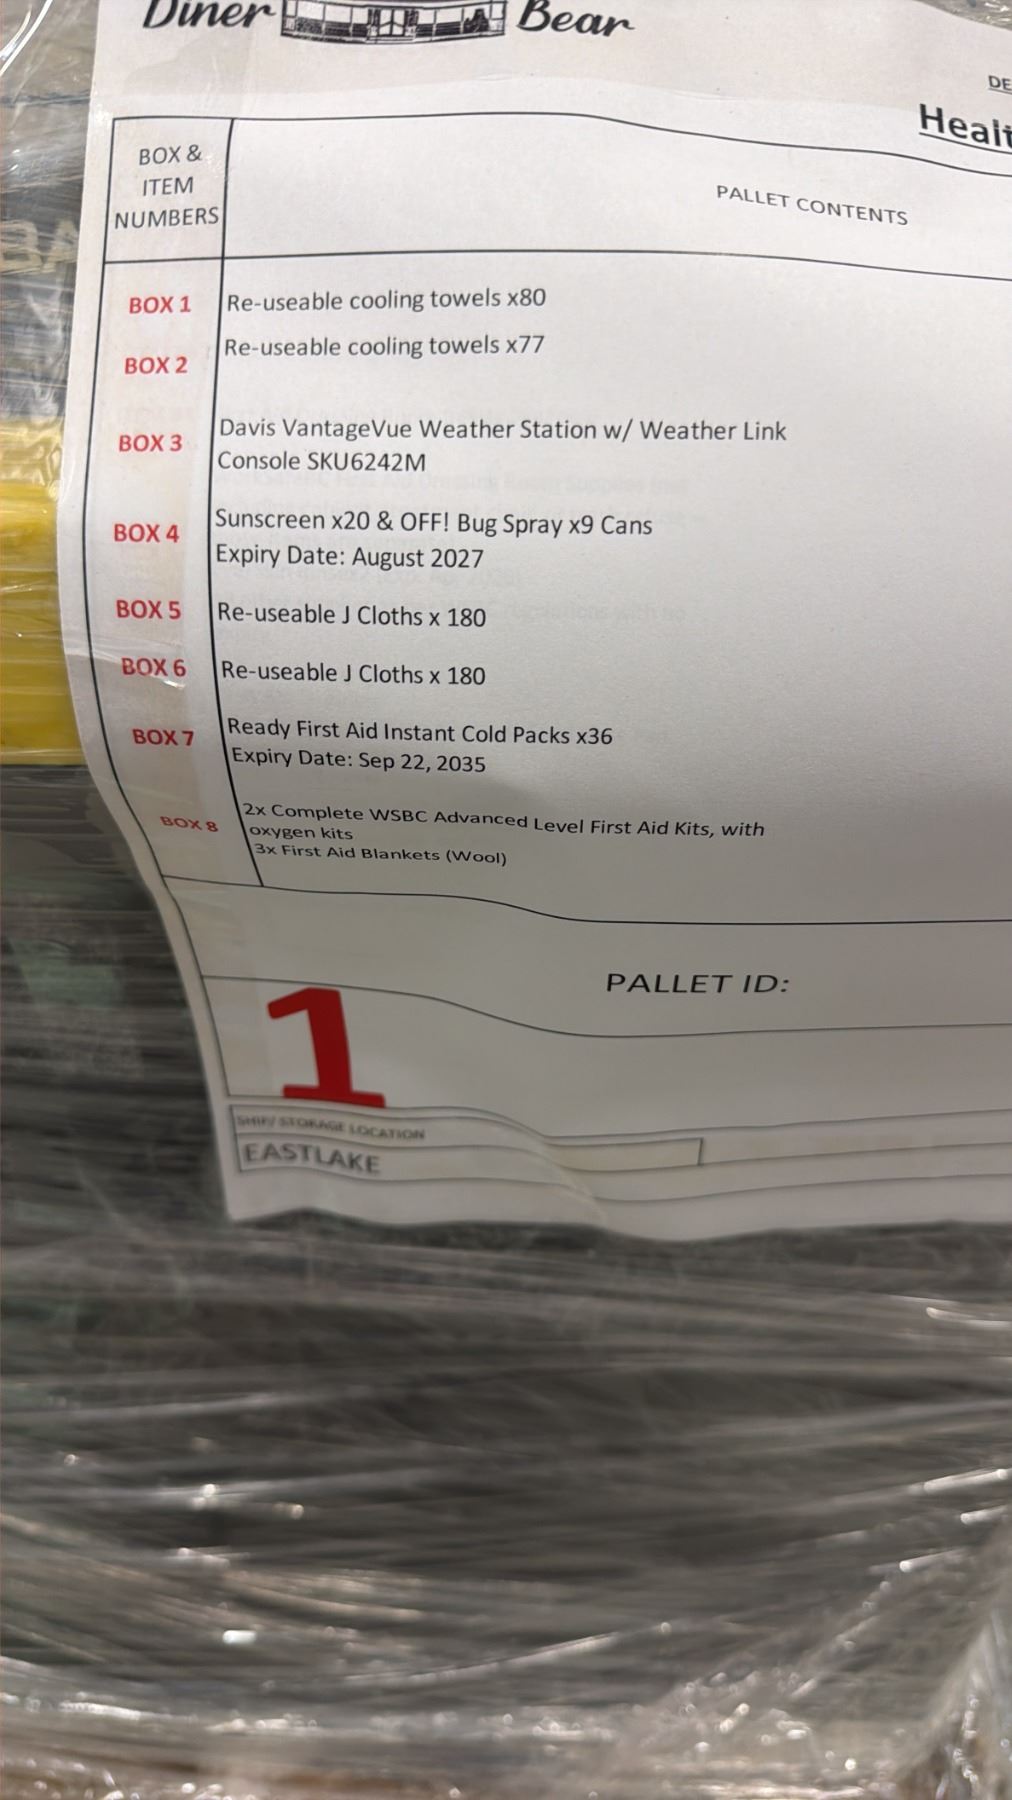 Diner Bear
DE
Healt
BOX &
ITEM
NUMBERS
PALLET CONTENTS
BOX 1 Re-useable cooling towels x80
BOX 2 Re-useable cooling towels x77
BOX 3 Davis VantageVue Weather Station w/ Weather Link
Console SKU6242M
BOX 4 Sunscreen x20 & OFF! Bug Spray x9 Cans
Expiry Date: August 2027
BOX 5 Re-useable J Cloths x 180
BOX 6 Re-useable J Cloths x 180
BOX 7 Ready First Aid Instant Cold Packs x36
Expiry Date: Sep 22, 2035
BOX 8 2x Complete WSBC Advanced Level First Aid Kits, with
oxygen kits
3x First Aid Blankets (Wool)
PALLET ID:
1
SHIP/ STORAGE LOCATION
EASTLAKE